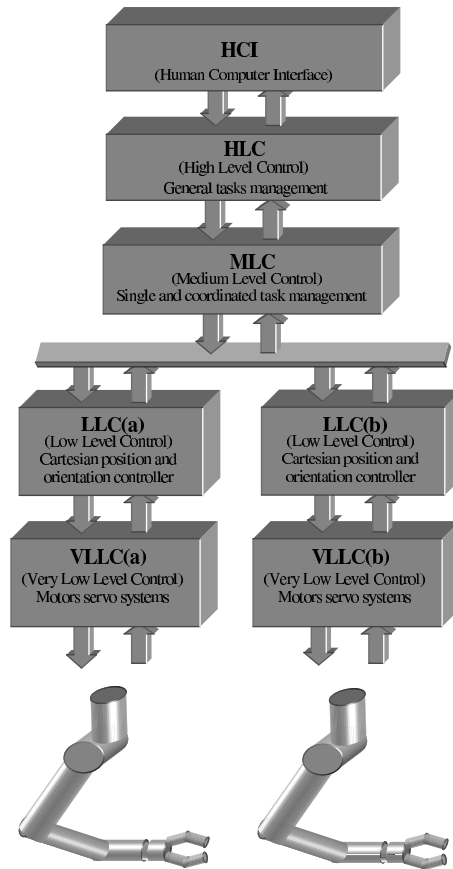 HCI
(Human Computer Interface)
HLC
(High Level Control)
General tasks management
MLC
(Medium Level Control)
Single and coordinated task management
LLC(a)
(Low Level Control)
Cartesian position and
orientation controller
LLC(b)
(Low Level Control)
Cartesian position and
orientation controller
VLLC(a)
(Very Low Level Control)
Motors servo systems
VLLC(b)
(Very Low Level Control)
Motors servo systems